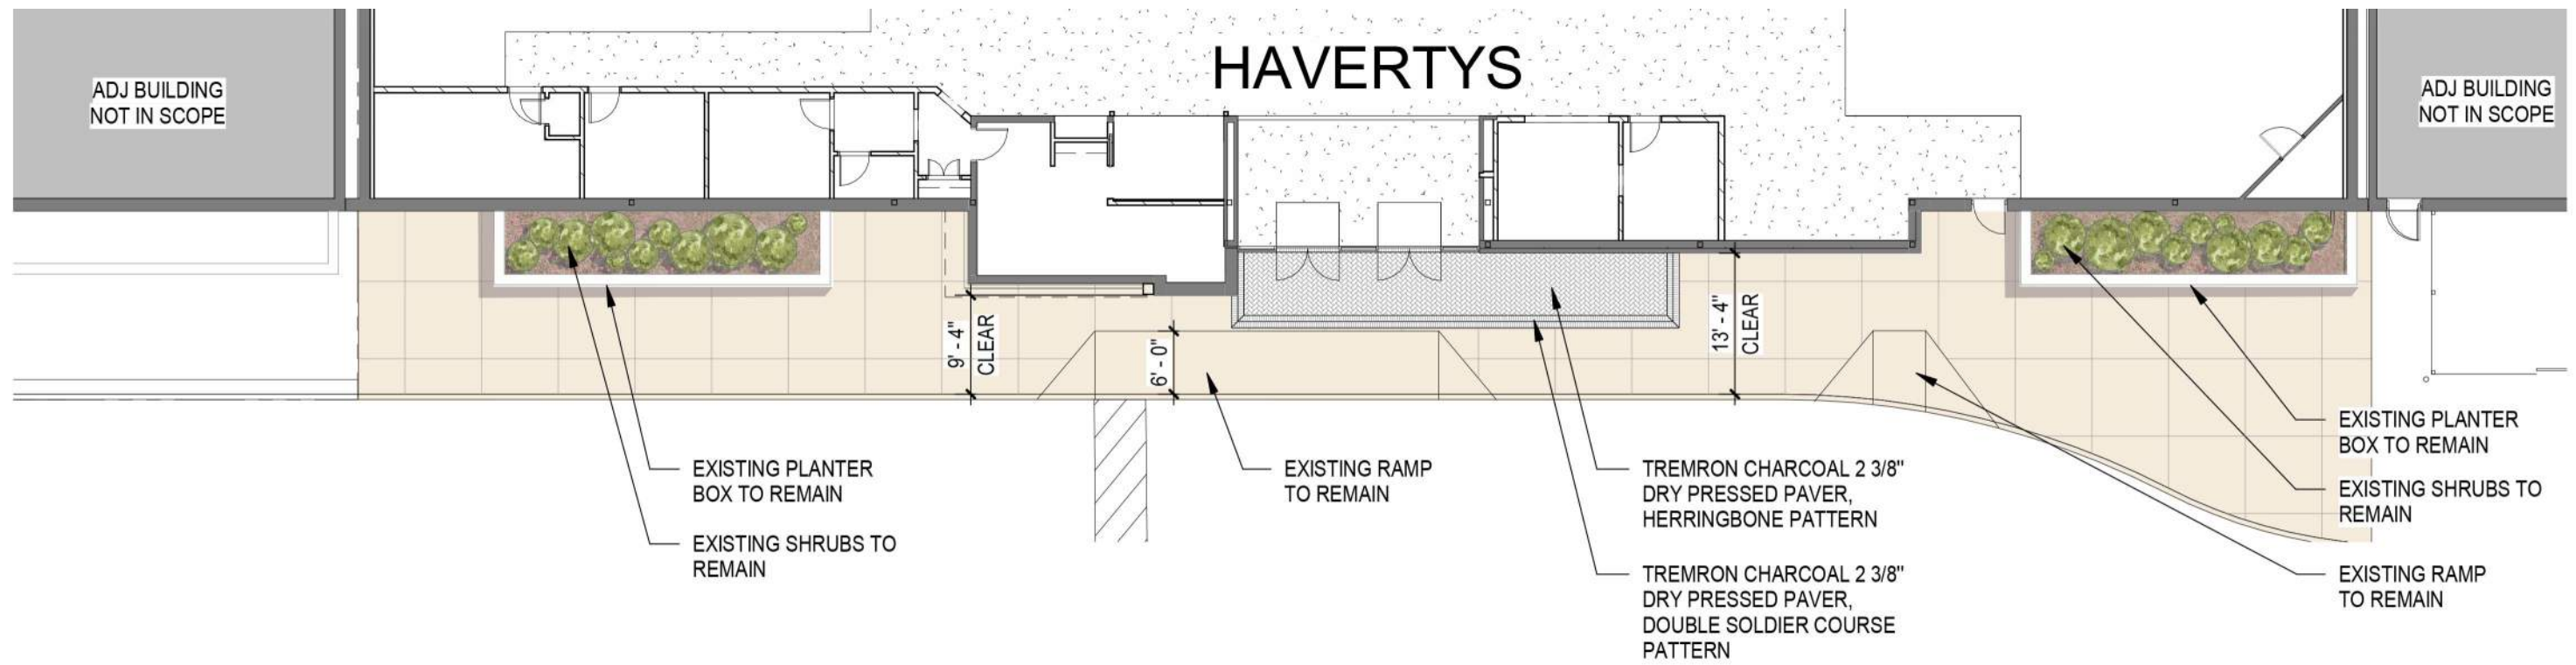 HAVERTYS
ADJ BUILDING
NOT IN SCOPE
ADJ BUILDING
NOT IN SCOPE
9' - 4"
CLEAR
6' - 0"
13' - 4"
CLEAR
EXISTING PLANTER
BOX TO REMAIN
EXISTING SHRUBS TO
REMAIN
EXISTING RAMP
TO REMAIN
TREMRON CHARCOAL 2 3/8"
DRY PRESSED PAVER,
HERRINGBONE PATTERN
TREMRON CHARCOAL 2 3/8"
DRY PRESSED PAVER,
DOUBLE SOLDIER COURSE
PATTERN
EXISTING PLANTER
BOX TO REMAIN
EXISTING SHRUBS TO
REMAIN
EXISTING RAMP
TO REMAIN